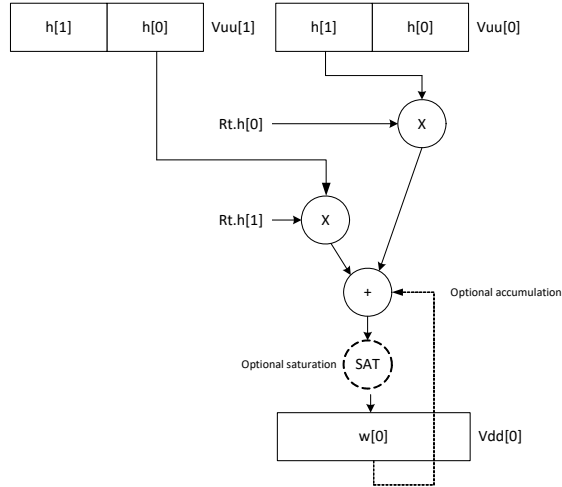 h[1] h[0] Vuu[1] h[1] h[0] Vuu[0]
Rt.h[0] X
Rt.h[1] X
+ Optional accumulation
Optional saturation SAT
w[0] Vdd[0]